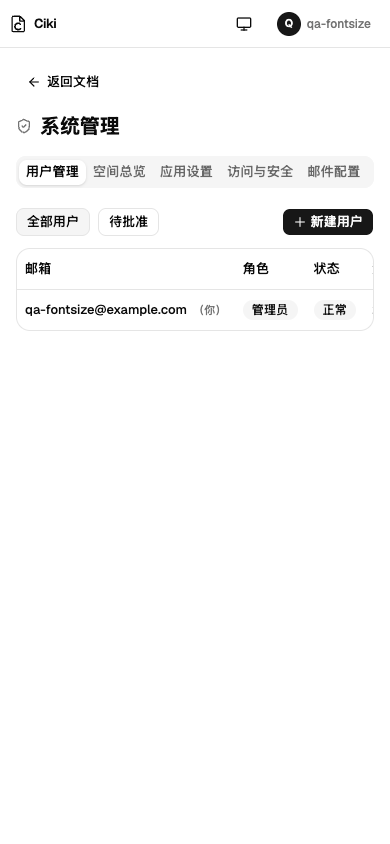 Ciki
Q qa-fontsize
返回文档
系统管理
用户管理 空间总览 应用设置 访问与安全 邮件配置
全部用户 待批准 新建用户
邮箱 角色 状态
qa-fontsize@example.com （你） 管理员 正常